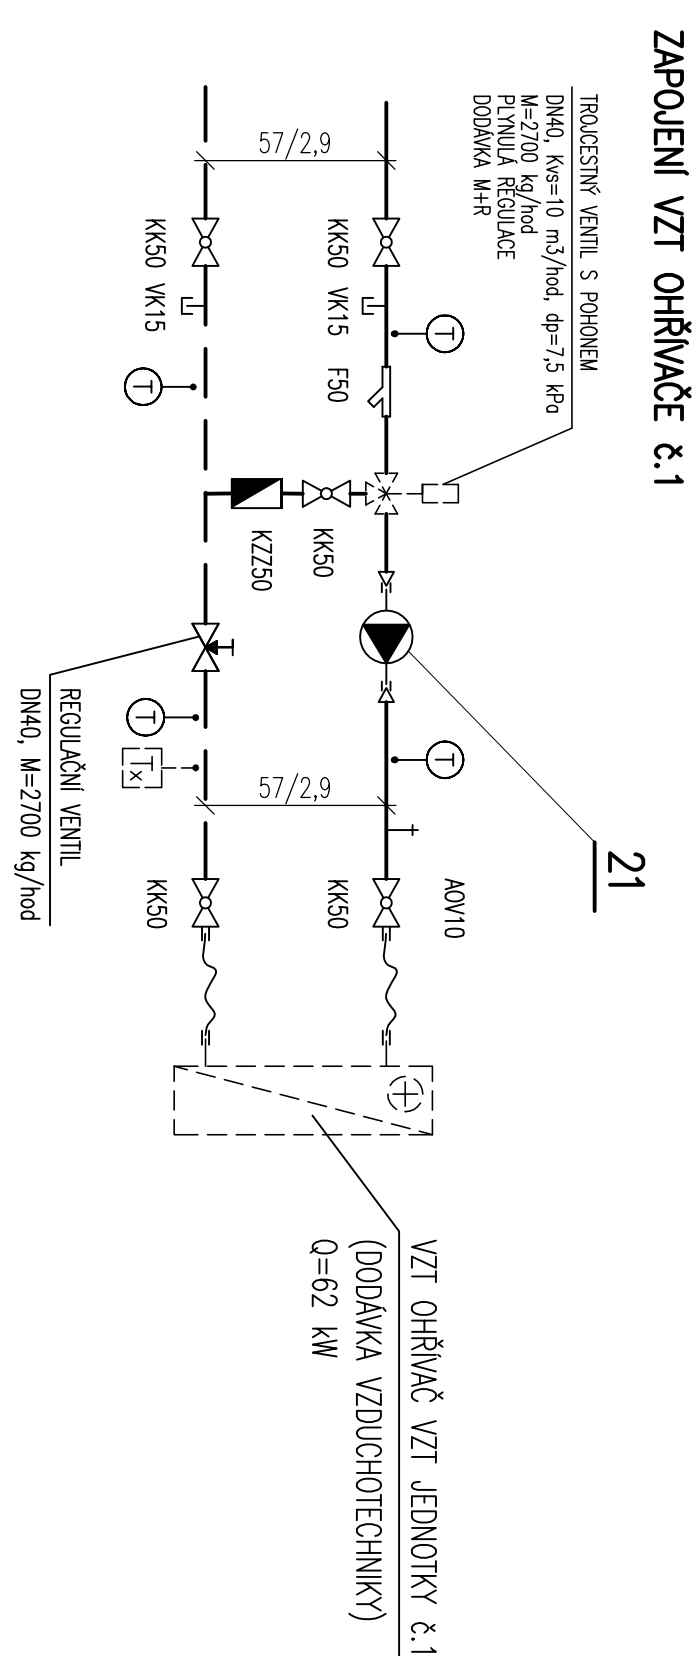 ZAPOJENÍ VZT OHŘÍVAČE č.1
TROJCESTNÝ VENTIL S POHONEM
DN40, Kvs=10 m3/hod, dp=7,5 kPa
M=2700 kg/hod
PLYNULÁ REGULACE
DODÁVKA M+R
21
57/2,9
KK50
VK15
T
F50
KK50
VK15
T
KK50
KZZ50
T
AOV10
KK50
57/2,9
T
Tx
KK50
REGULAČNÍ VENTIL
DN40, M=2700 kg/hod
VZT OHŘÍVAČ VZT JEDNOTKY č.1
(DODÁVKA VZDUCHOTECHNIKY)
Q=62 kW